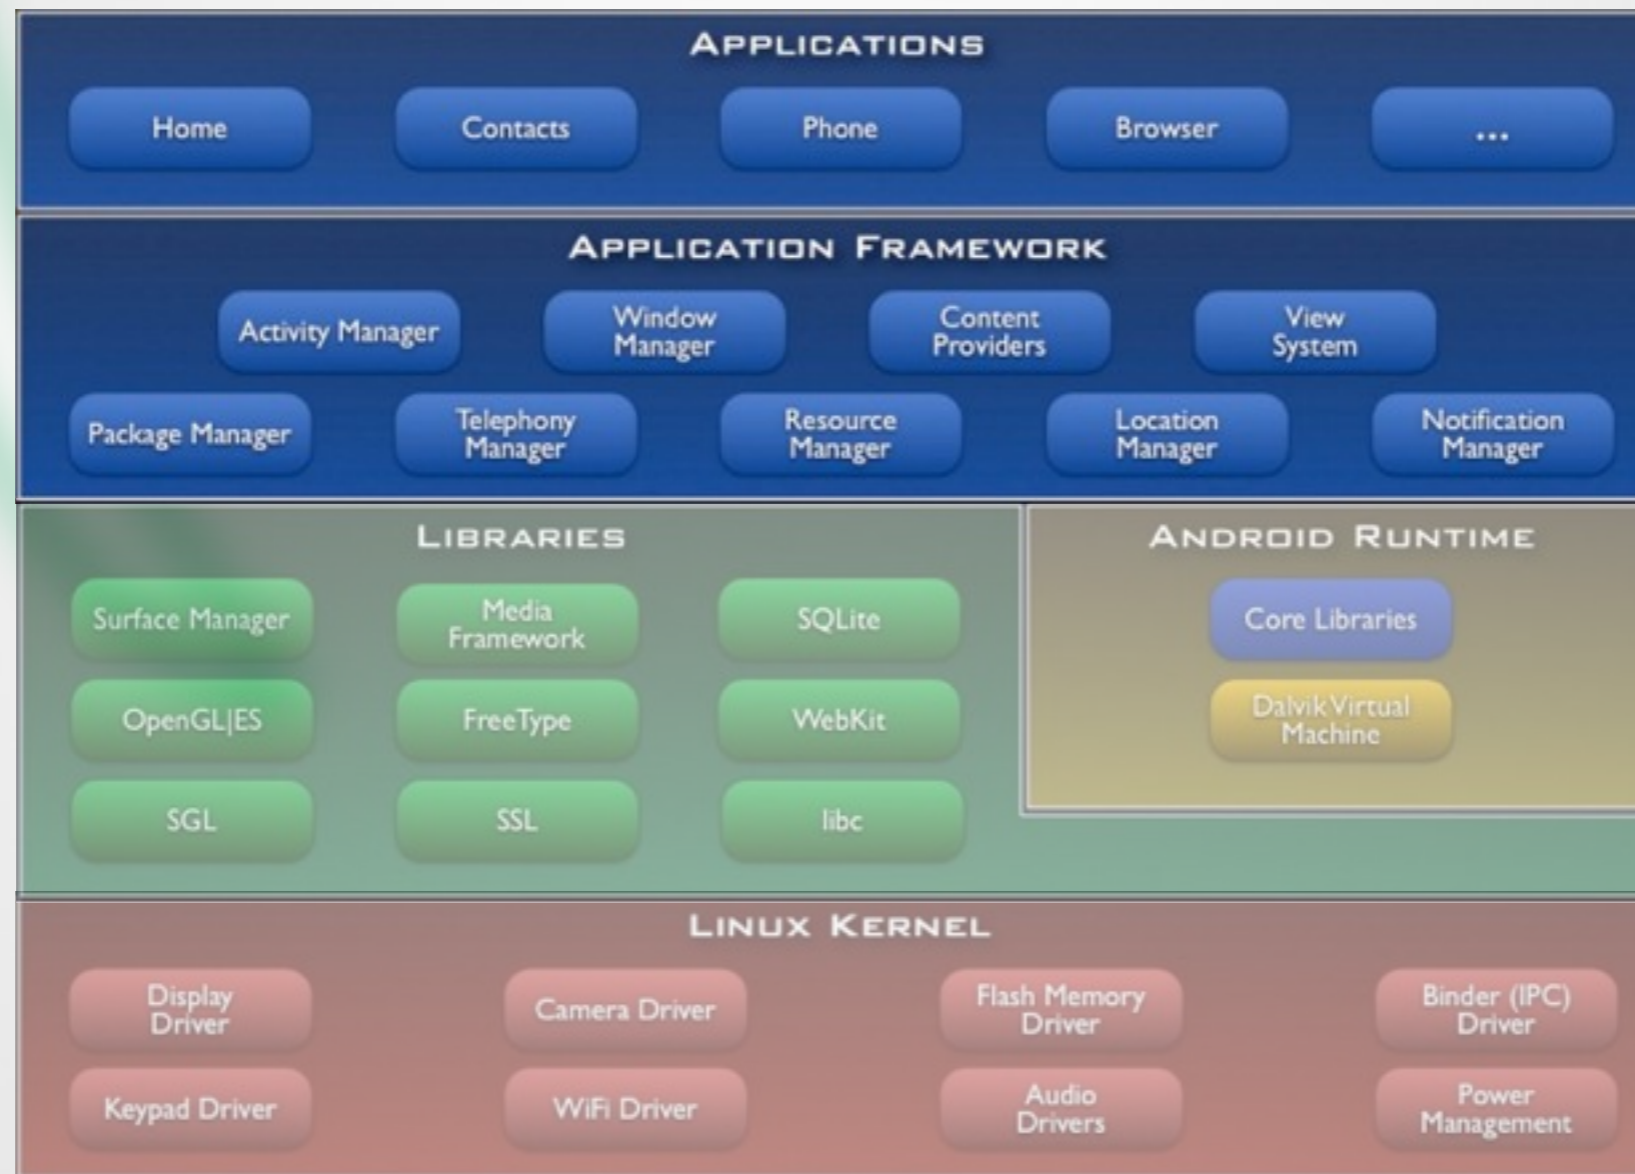 APPLICATIONS
Home
Contacts
Phone
Browser
...
APPLICATION FRAMEWORK
Activity Manager
Window
Manager
Content
Providers
View
System
Package Manager
Telephony
Manager
Resource
Manager
Location
Manager
Notification
Manager
LIBRARIES
Surface Manager
Media
Framework
SQLite
OpenGL|ES
FreeType
WebKit
SGL
SSL
libc
ANDROID RUNTIME
Core Libraries
Dalvik Virtual
Machine
LINUX KERNEL
Display
Driver
Camera Driver
Flash Memory
Driver
Binder (IPC)
Driver
Keypad Driver
WiFi Driver
Audio
Drivers
Power
Management